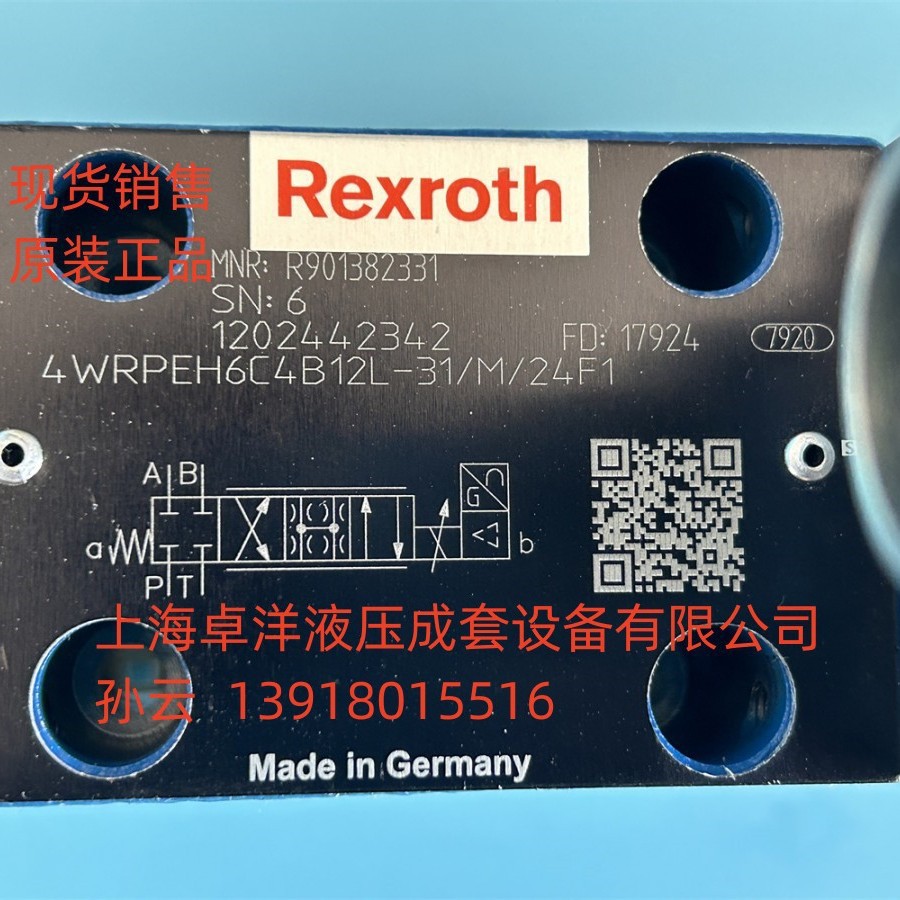 现货销售
Rexroth
原装正品
MNR: R901382331
SN: 6
1202442342 FD: 17924 7920
4WRPEH6C4B12L-31/M/24F1
A B
a b
P T
上海卓洋液压成套设备有限公司
孙云 13918015516
Made in Germany